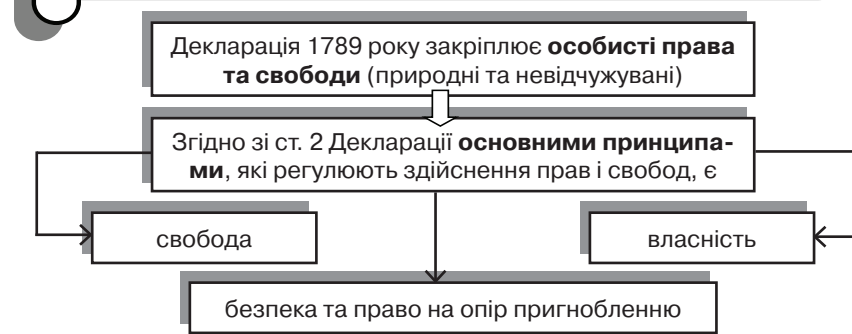 Декларація 1789 року закріплює особисті права
та свободи (природні та невідчужувані)
Згідно зі ст. 2 Декларації основними принципа-
ми, які регулюють здійснення прав і свобод, є
свобода
власність
безпека та право на опір пригнобленню